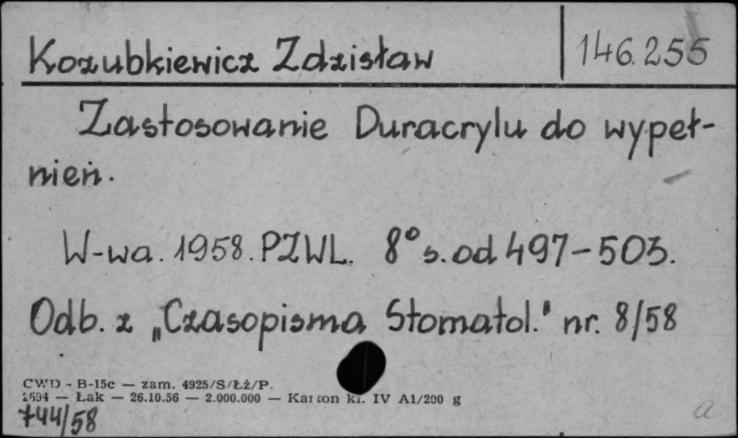 Kozubkiewicz Zdzisław 146.255
Zastosowanie Duracrylu do wypeł-
nień.
W-wa. 1958. PZWL. 8° s. od 497-503.
Odb. z „Czasopisma Stomatol." nr. 8/58
CWD - B-15c — zam. 4925/S/Łż/P.
2694 — Łak — 26.10.56 — 2.000.000 — Karton kl. IV A1/200 g
744/58
a